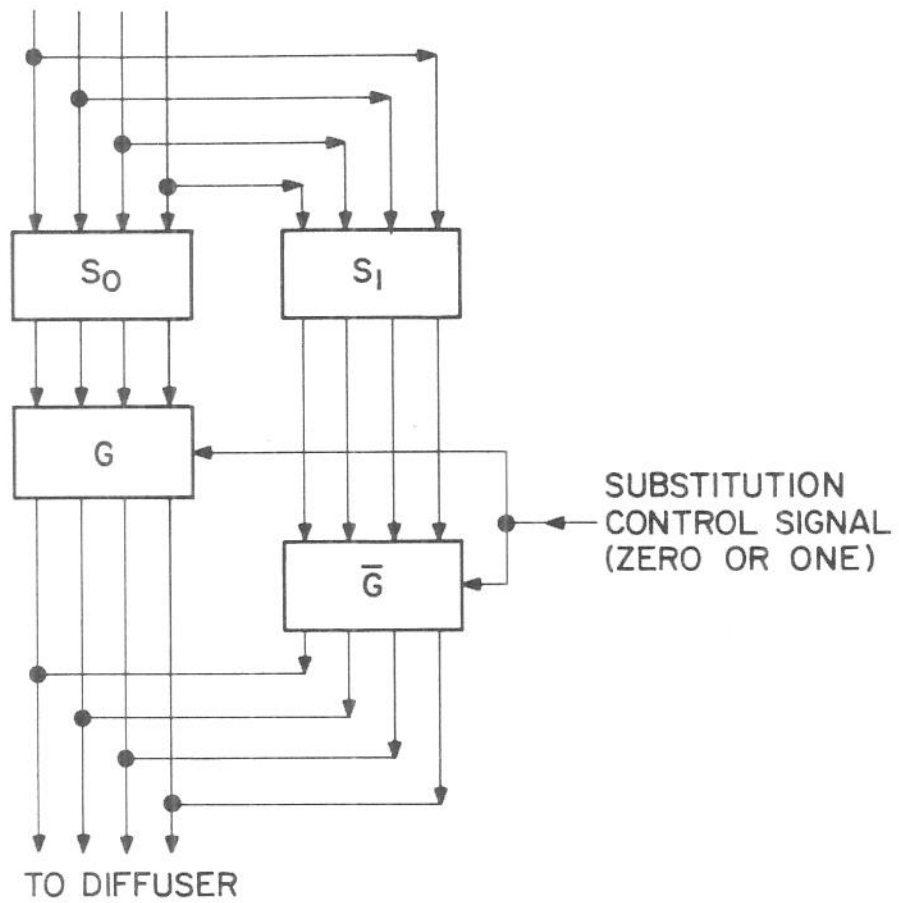 S0
S1
G
SUBSTITUTION
CONTROL SIGNAL
(ZERO OR ONE)
G̅
TO DIFFUSER